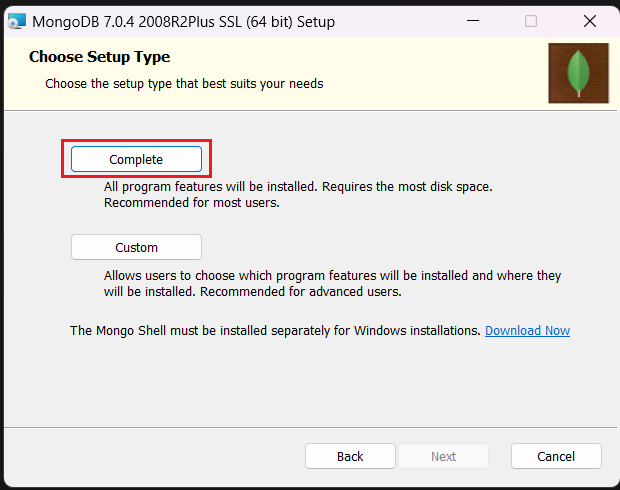 MongoDB 7.0.4 2008R2Plus SSL (64 bit) Setup
Choose Setup Type
Choose the setup type that best suits your needs
Complete
All program features will be installed. Requires the most disk space.
Recommended for most users.
Custom
Allows users to choose which program features will be installed and where they
will be installed. Recommended for advanced users.
The Mongo Shell must be installed separately for Windows installations. Download Now
Back Next Cancel